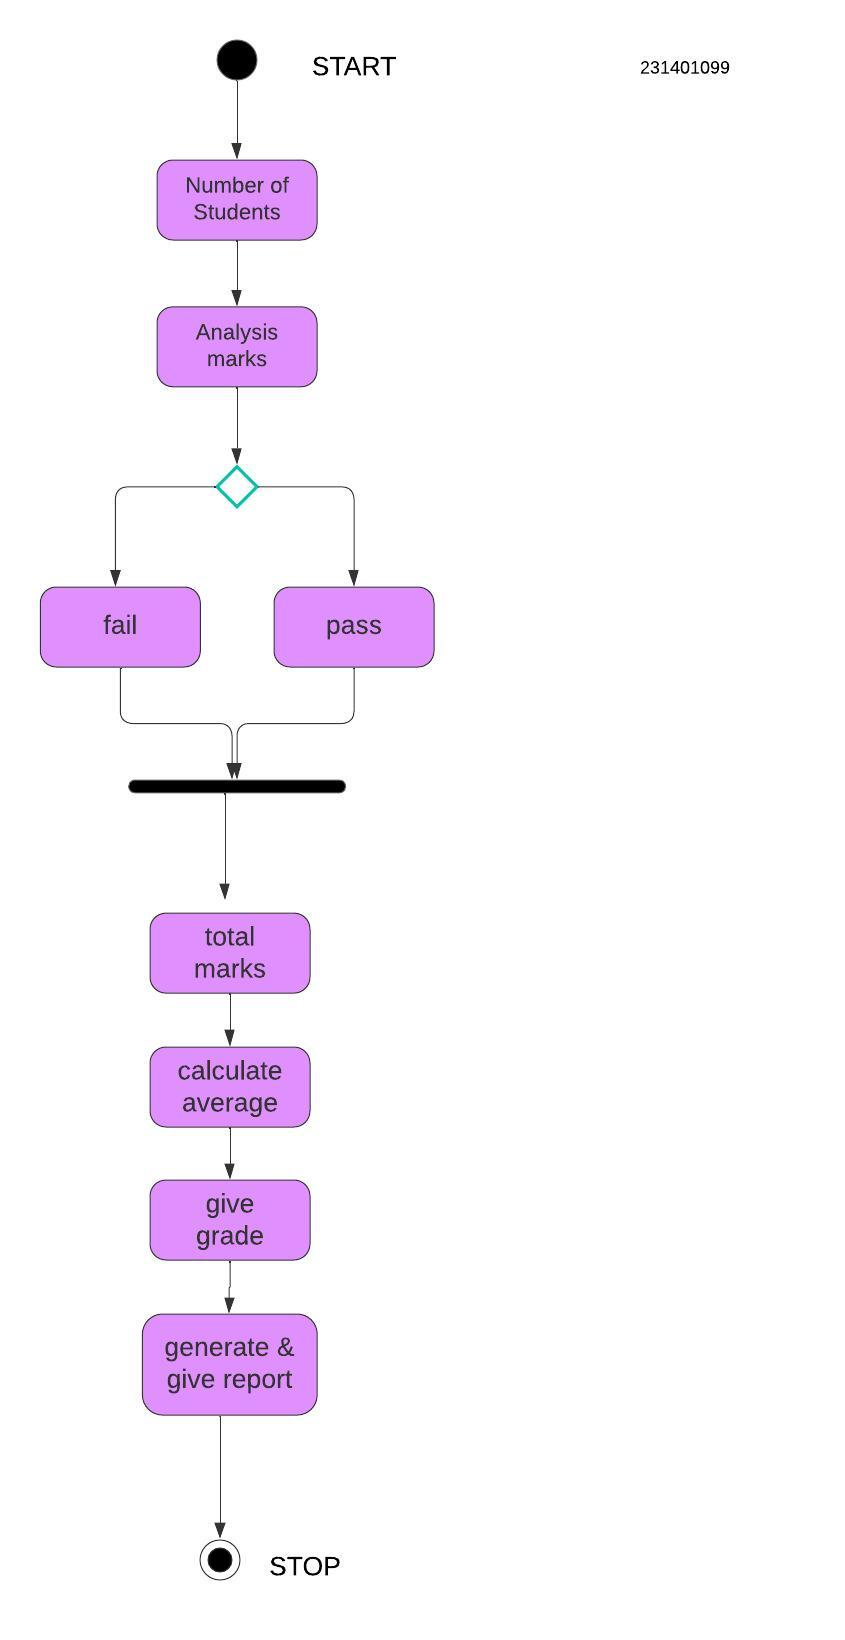 START
231401099
Number of
Students
Analysis
marks
fail
pass
total
marks
calculate
average
give
grade
generate &
give report
STOP